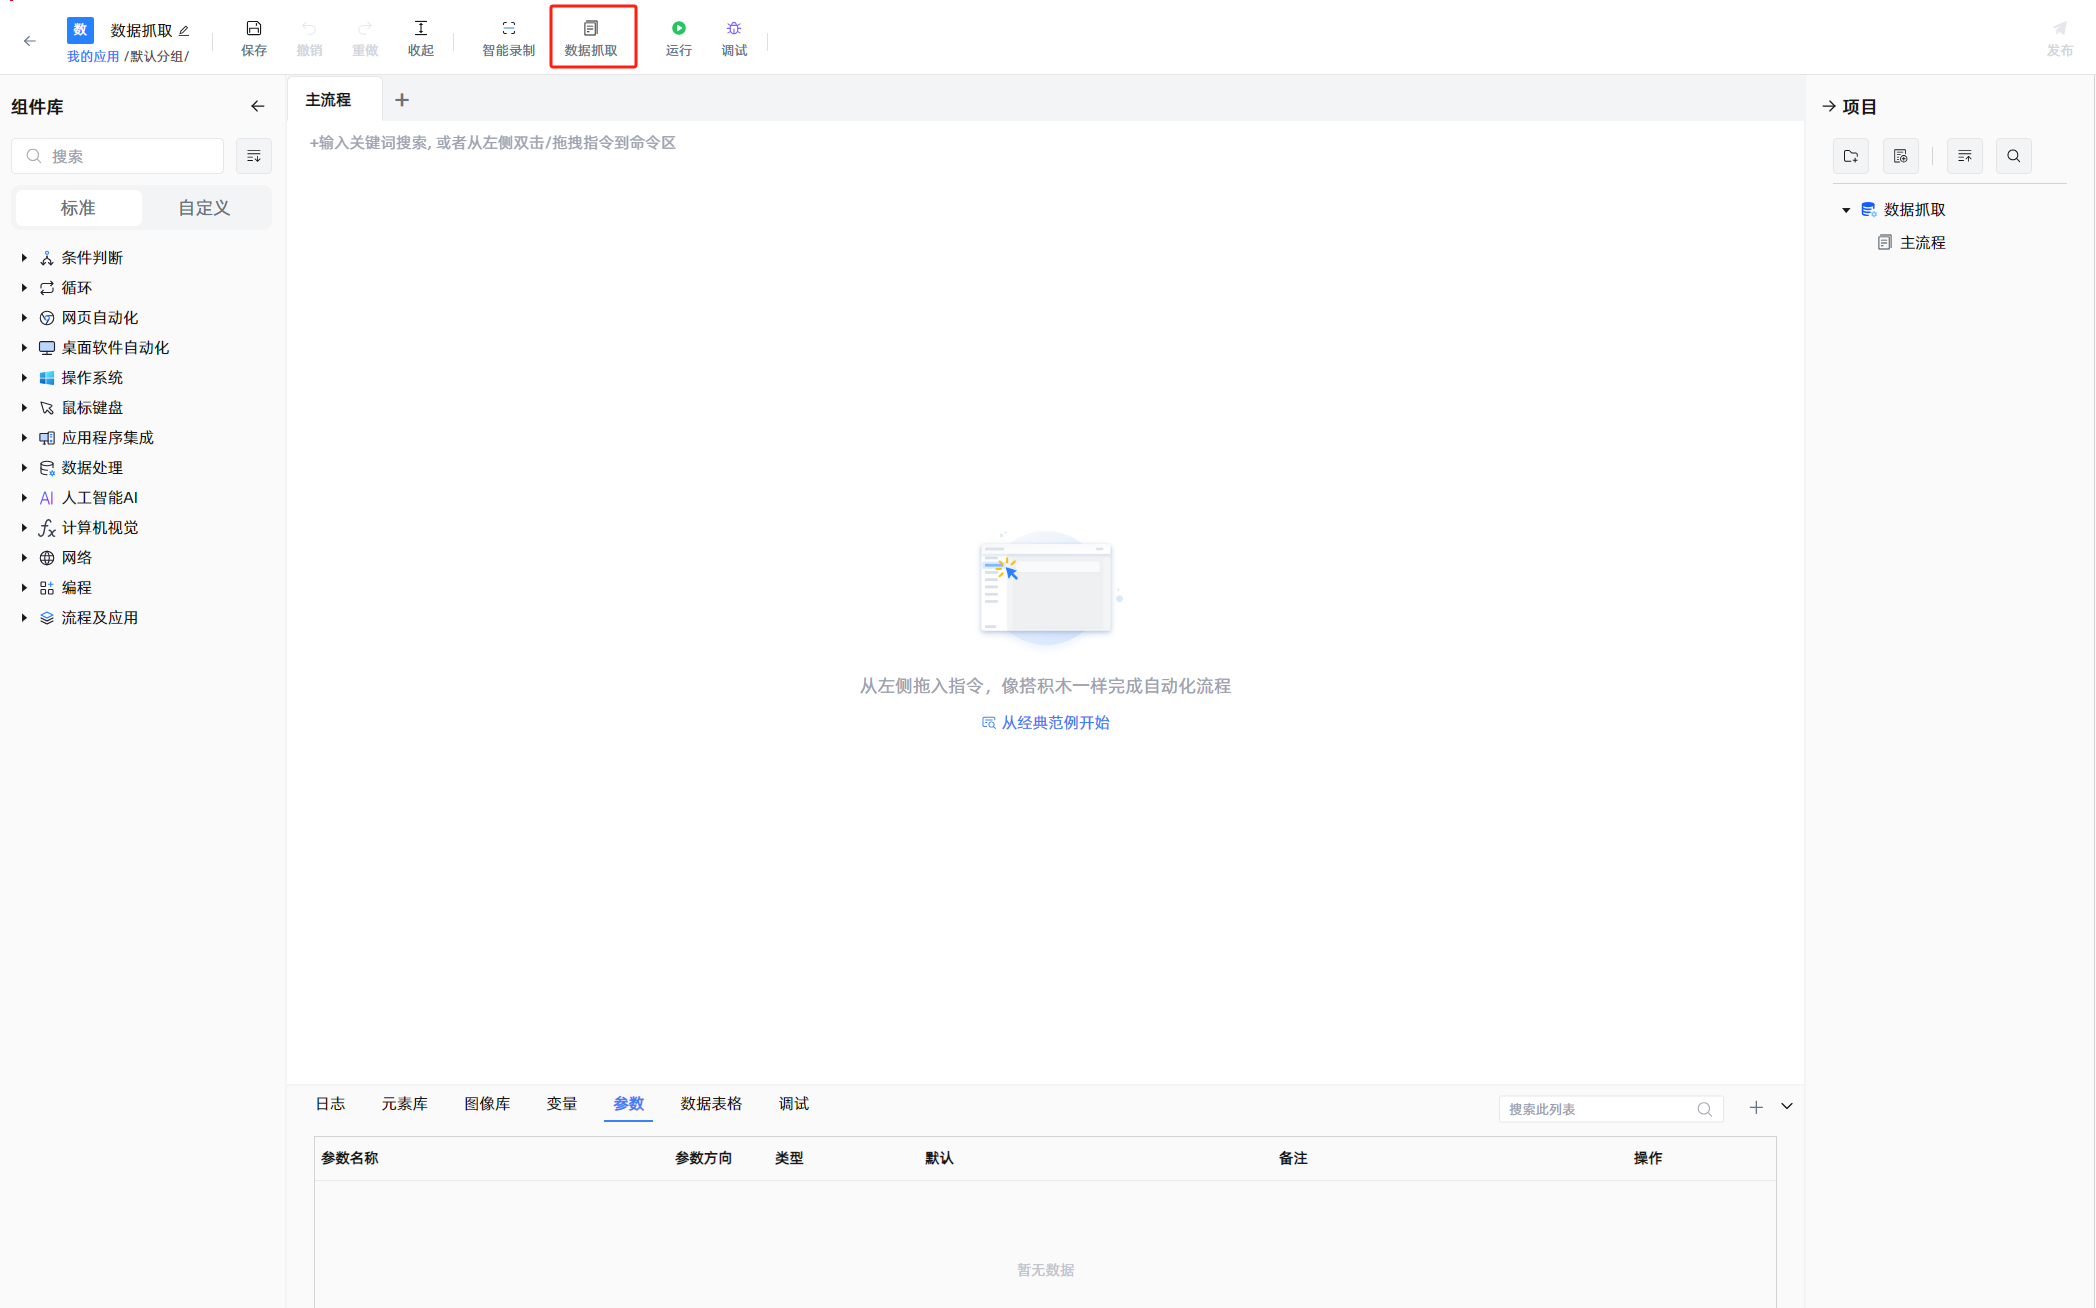 数 数据抓取
我的应用 /默认分组/
保存 撤销 重做 收起 智能录制 数据抓取 运行 调试 发布
组件库
搜索
标准 自定义
条件判断
循环
网页自动化
桌面软件自动化
操作系统
鼠标键盘
应用程序集成
数据处理
AI 人工智能AI
fx 计算机视觉
网络
编程
流程及应用
主流程
+输入关键词搜索, 或者从左侧双击/拖拽指令到命令区
从左侧拖入指令，像搭积木一样完成自动化流程
从经典范例开始
日志 元素库 图像库 变量 参数 数据表格 调试 搜索此列表
参数名称 参数方向 类型 默认 备注 操作
暂无数据
项目
数据抓取
主流程